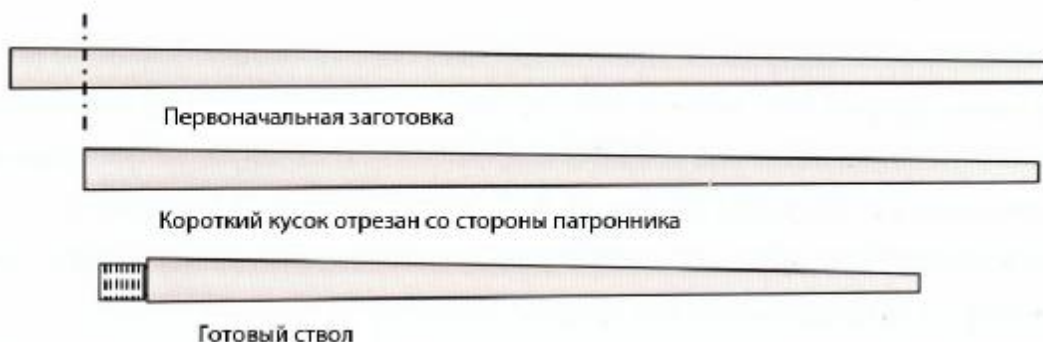 Первоначальная заготовка
Короткий кусок отрезан со стороны патронника
Готовый ствол